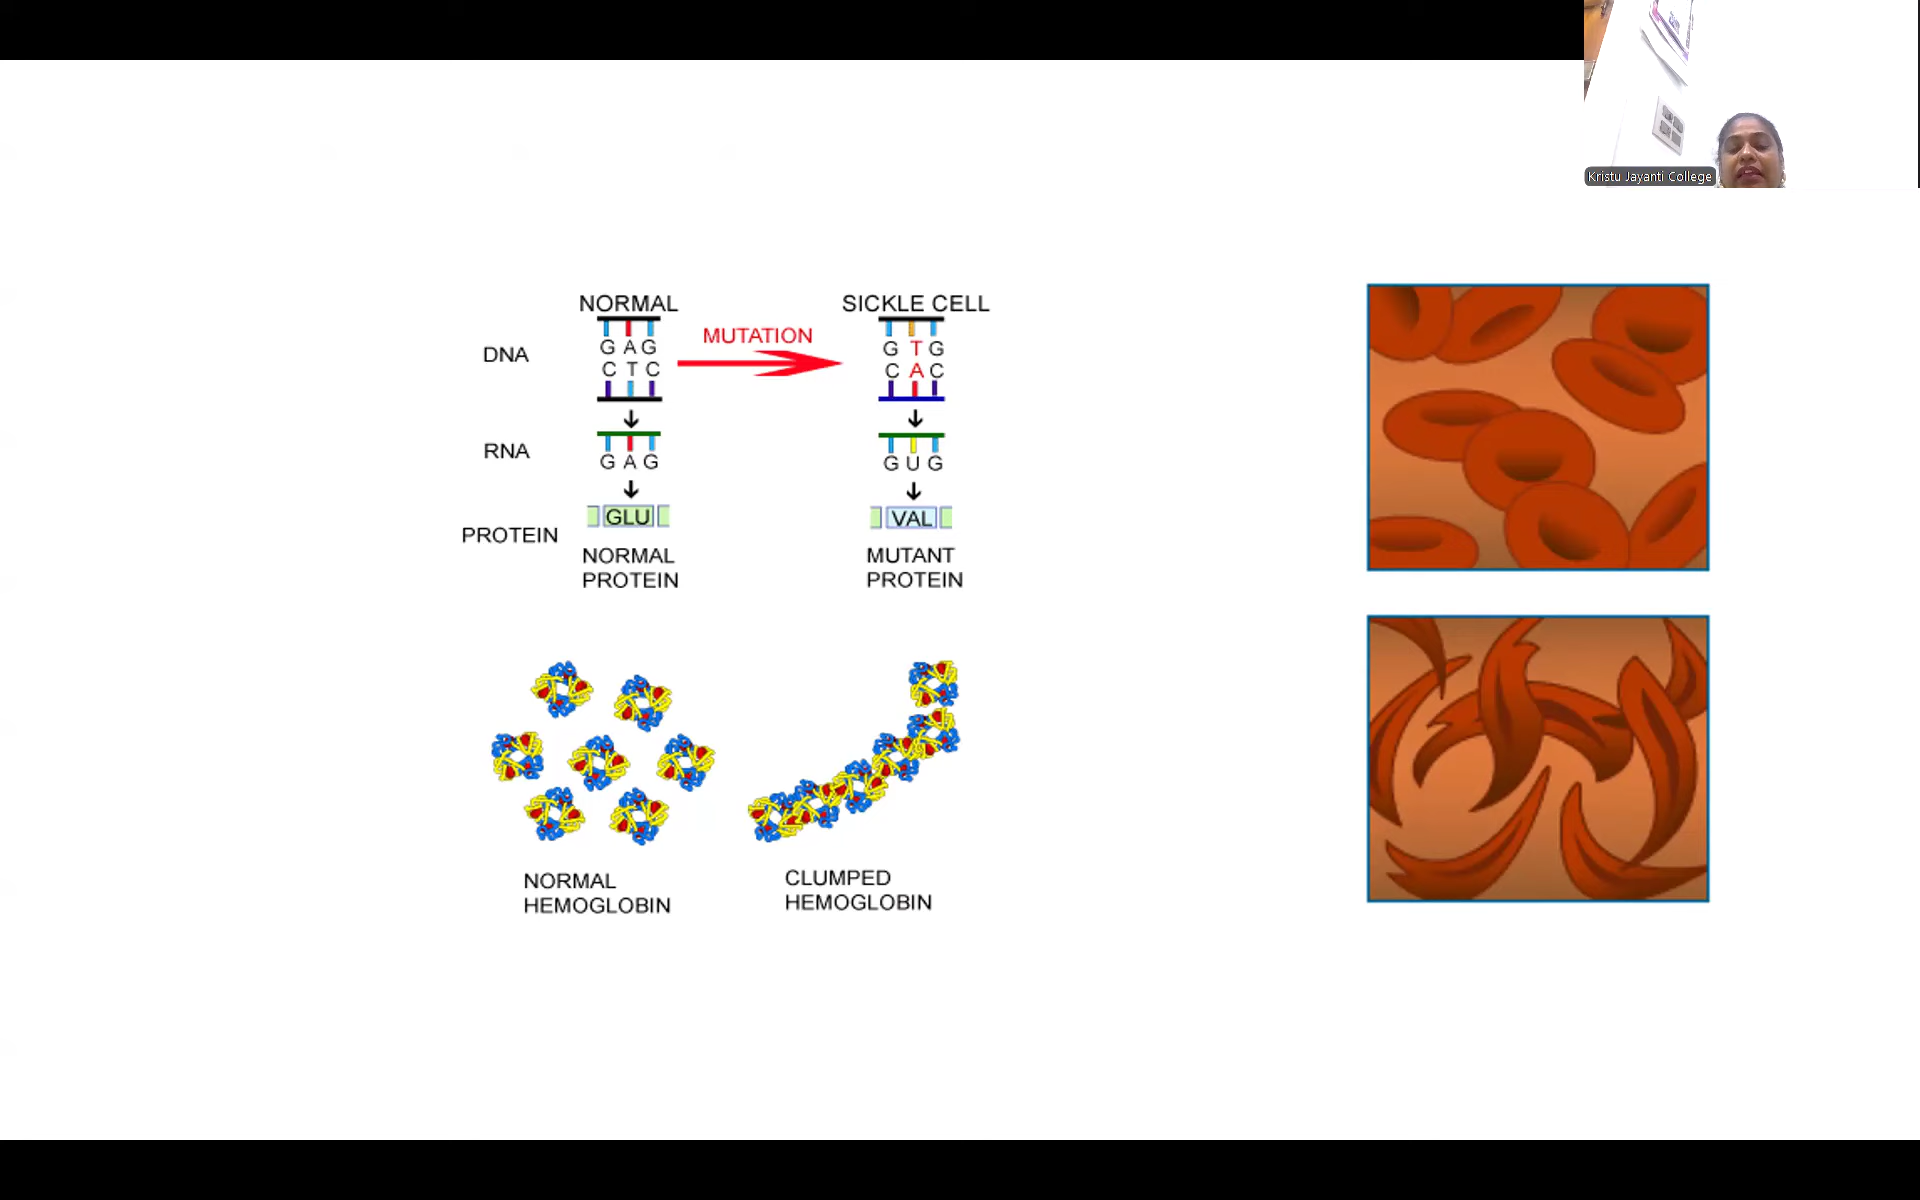 Kristu Jayanti College
NORMAL
SICKLE CELL
MUTATION
DNA
G A G
C T C
G T G
C A C
RNA
G A G
G U G
PROTEIN
GLU
VAL
NORMAL
PROTEIN
MUTANT
PROTEIN
NORMAL
HEMOGLOBIN
CLUMPED
HEMOGLOBIN